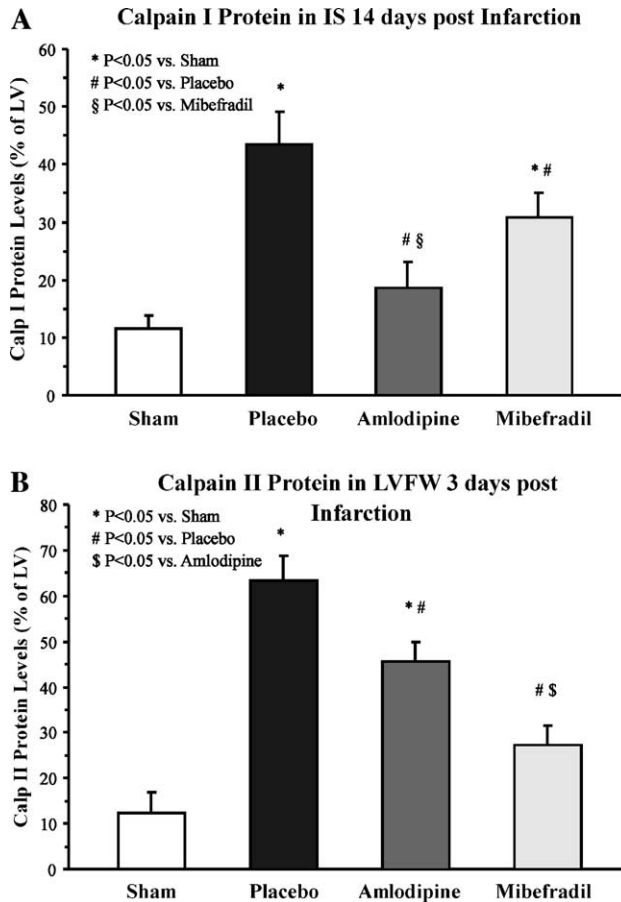 A
Calpain I Protein in IS 14 days post Infarction
* P<0.05 vs. Sham
# P<0.05 vs. Placebo
§ P<0.05 vs. Mibefradil
Calp I Protein Levels (% of LV)
60
50
40
30
20
10
0
*
# §
* #
Sham Placebo Amlodipine Mibefradil
B
Calpain II Protein in LVFW 3 days post
Infarction
* P<0.05 vs. Sham
# P<0.05 vs. Placebo
$ P<0.05 vs. Amlodipine
Calp II Protein Levels (% of LV)
80
70
60
50
40
30
20
10
0
*
* #
# $
Sham Placebo Amlodipine Mibefradil